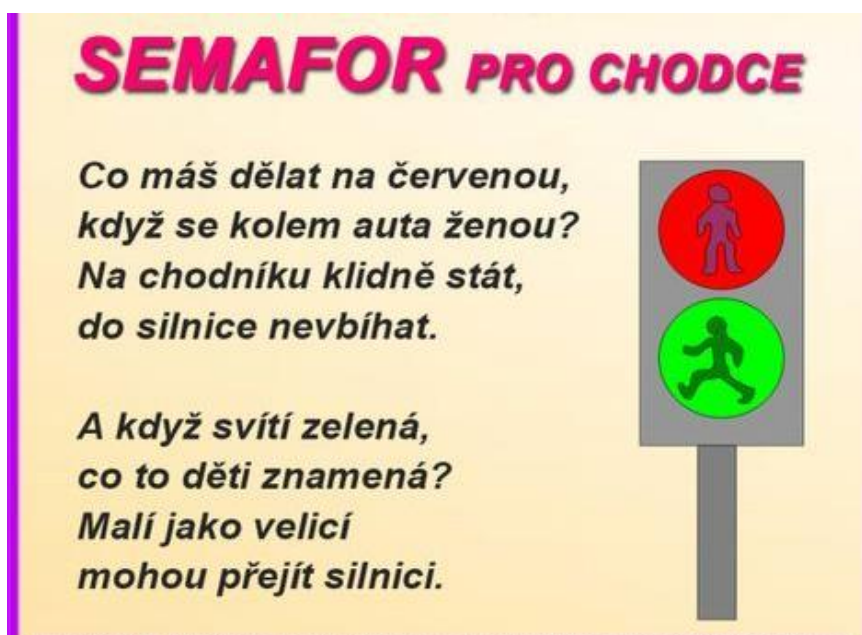 SEMAFOR PRO CHODCE
Co máš dělat na červenou,
když se kolem auta ženou?
Na chodníku klidně stát,
do silnice nevbíhat.
A když svítí zelená,
co to děti znamená?
Malí jako velicí
mohou přejít silnici.